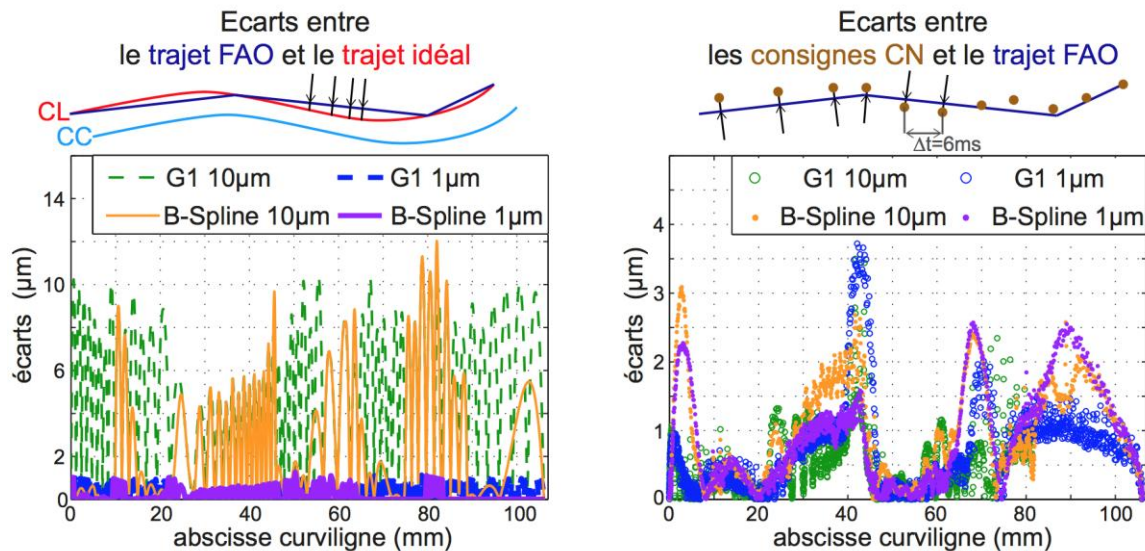 Ecarts entre
le trajet FAO et le trajet idéal
CL
CC
G1 10µm
G1 1µm
B-Spline 10µm
B-Spline 1µm
écarts (µm)
14
10
6
2
0
0
20
40
60
80
100
abscisse curviligne (mm)
Ecarts entre
les consignes CN et le trajet FAO
Δt=6ms
G1 10µm
G1 1µm
B-Spline 10µm
B-Spline 1µm
écarts (µm)
4
3
2
1
0
0
20
40
60
80
100
abscisse curviligne (mm)